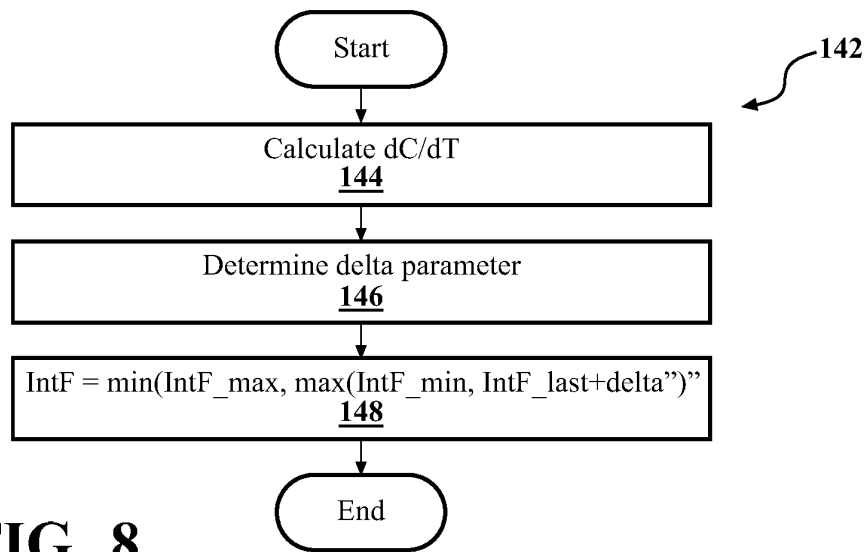 Start
142
Calculate dC/dT
144
Determine delta parameter
146
IntF = min(IntF_max, max(IntF_min, IntF_last+delta”)”
148
End
FIG. 8